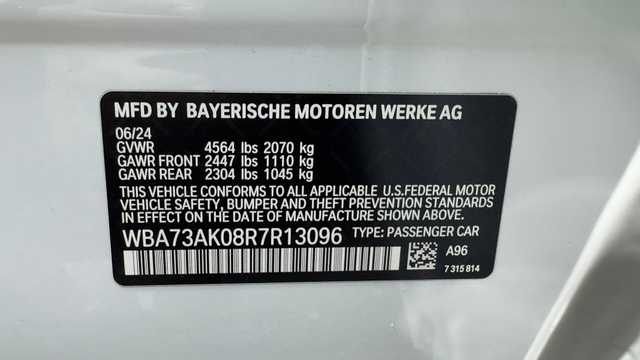 MFD BY BAYERISCHE MOTOREN WERKE AG
06/24
GVWR 4564 lbs 2070 kg
GAWR FRONT 2447 lbs 1110 kg
GAWR REAR 2304 lbs 1045 kg
THIS VEHICLE CONFORMS TO ALL APPLICABLE U.S.FEDERAL MOTOR
VEHICLE SAFETY, BUMPER AND THEFT PREVENTION STANDARDS
IN EFFECT ON THE DATE OF MANUFACTURE SHOWN ABOVE.
WBA73AK08R7R13096 TYPE: PASSENGER CAR
A96
7 315 814